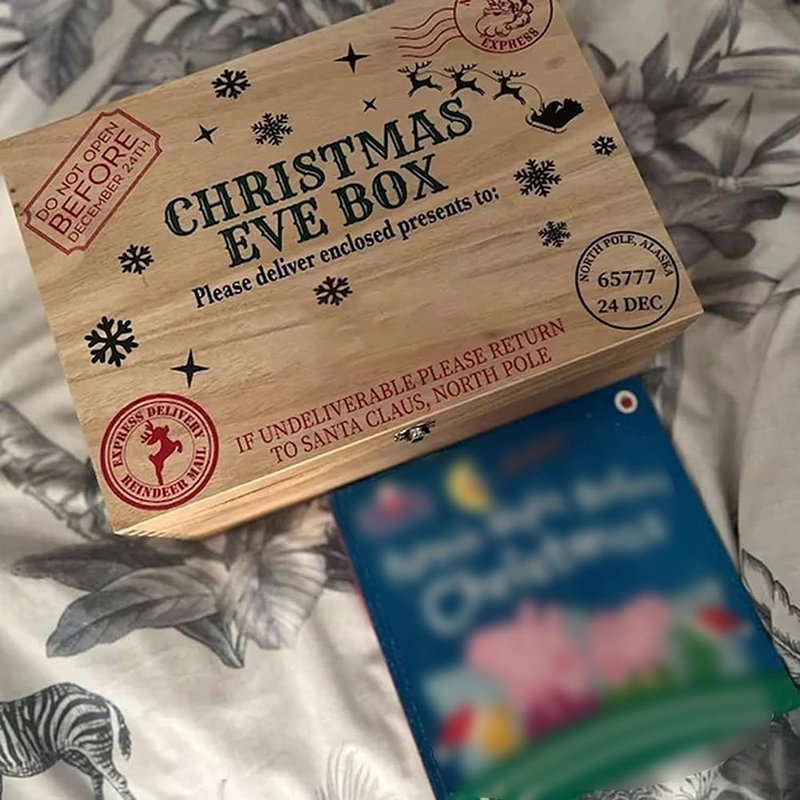 EXPRESS
DO NOT OPEN
BEFORE
DECEMBER 24TH
CHRISTMAS
EVE BOX
Please deliver enclosed presents to:
NORTH POLE, ALASKA
65777
24 DEC
IF UNDELIVERABLE PLEASE RETURN
TO SANTA CLAUS, NORTH POLE
EXPRESS DELIVERY
REINDEER MAIL
Christmas